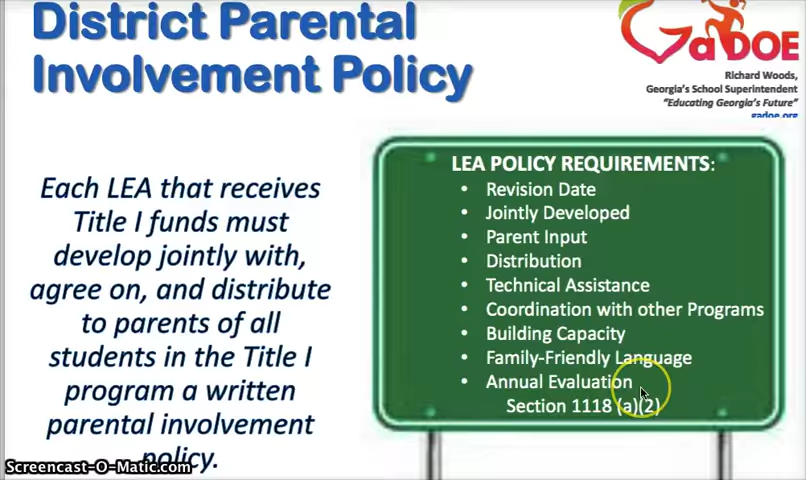 District Parental
Involvement Policy
GaDOE
Richard Woods,
Georgia's School Superintendent
"Educating Georgia's Future"
gadoe.org
Each LEA that receives
Title I funds must
develop jointly with,
agree on, and distribute
to parents of all
students in the Title I
program a written
parental involvement
policy.
LEA POLICY REQUIREMENTS:
• Revision Date
• Jointly Developed
• Parent Input
• Distribution
• Technical Assistance
• Coordination with other Programs
• Building Capacity
• Family-Friendly Language
• Annual Evaluation
Section 1118 (a)(2)
Screencast-O-Matic.com